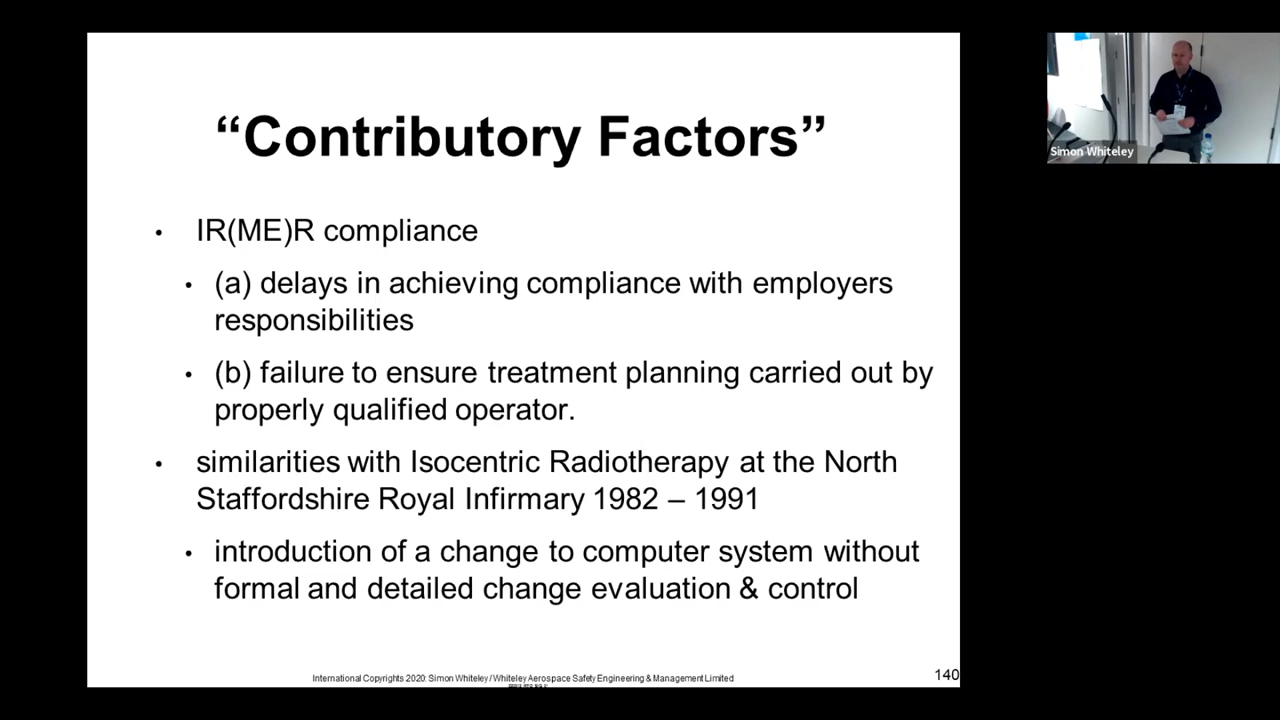 “Contributory Factors”
• IR(ME)R compliance
• (a) delays in achieving compliance with employers
responsibilities
• (b) failure to ensure treatment planning carried out by
properly qualified operator.
• similarities with Isocentric Radiotherapy at the North
Staffordshire Royal Infirmary 1982 – 1991
• introduction of a change to computer system without
formal and detailed change evaluation & control
International Copyrights 2020: Simon Whiteley / Whiteley Aerospace Safety Engineering & Management Limited
140
Simon Whiteley